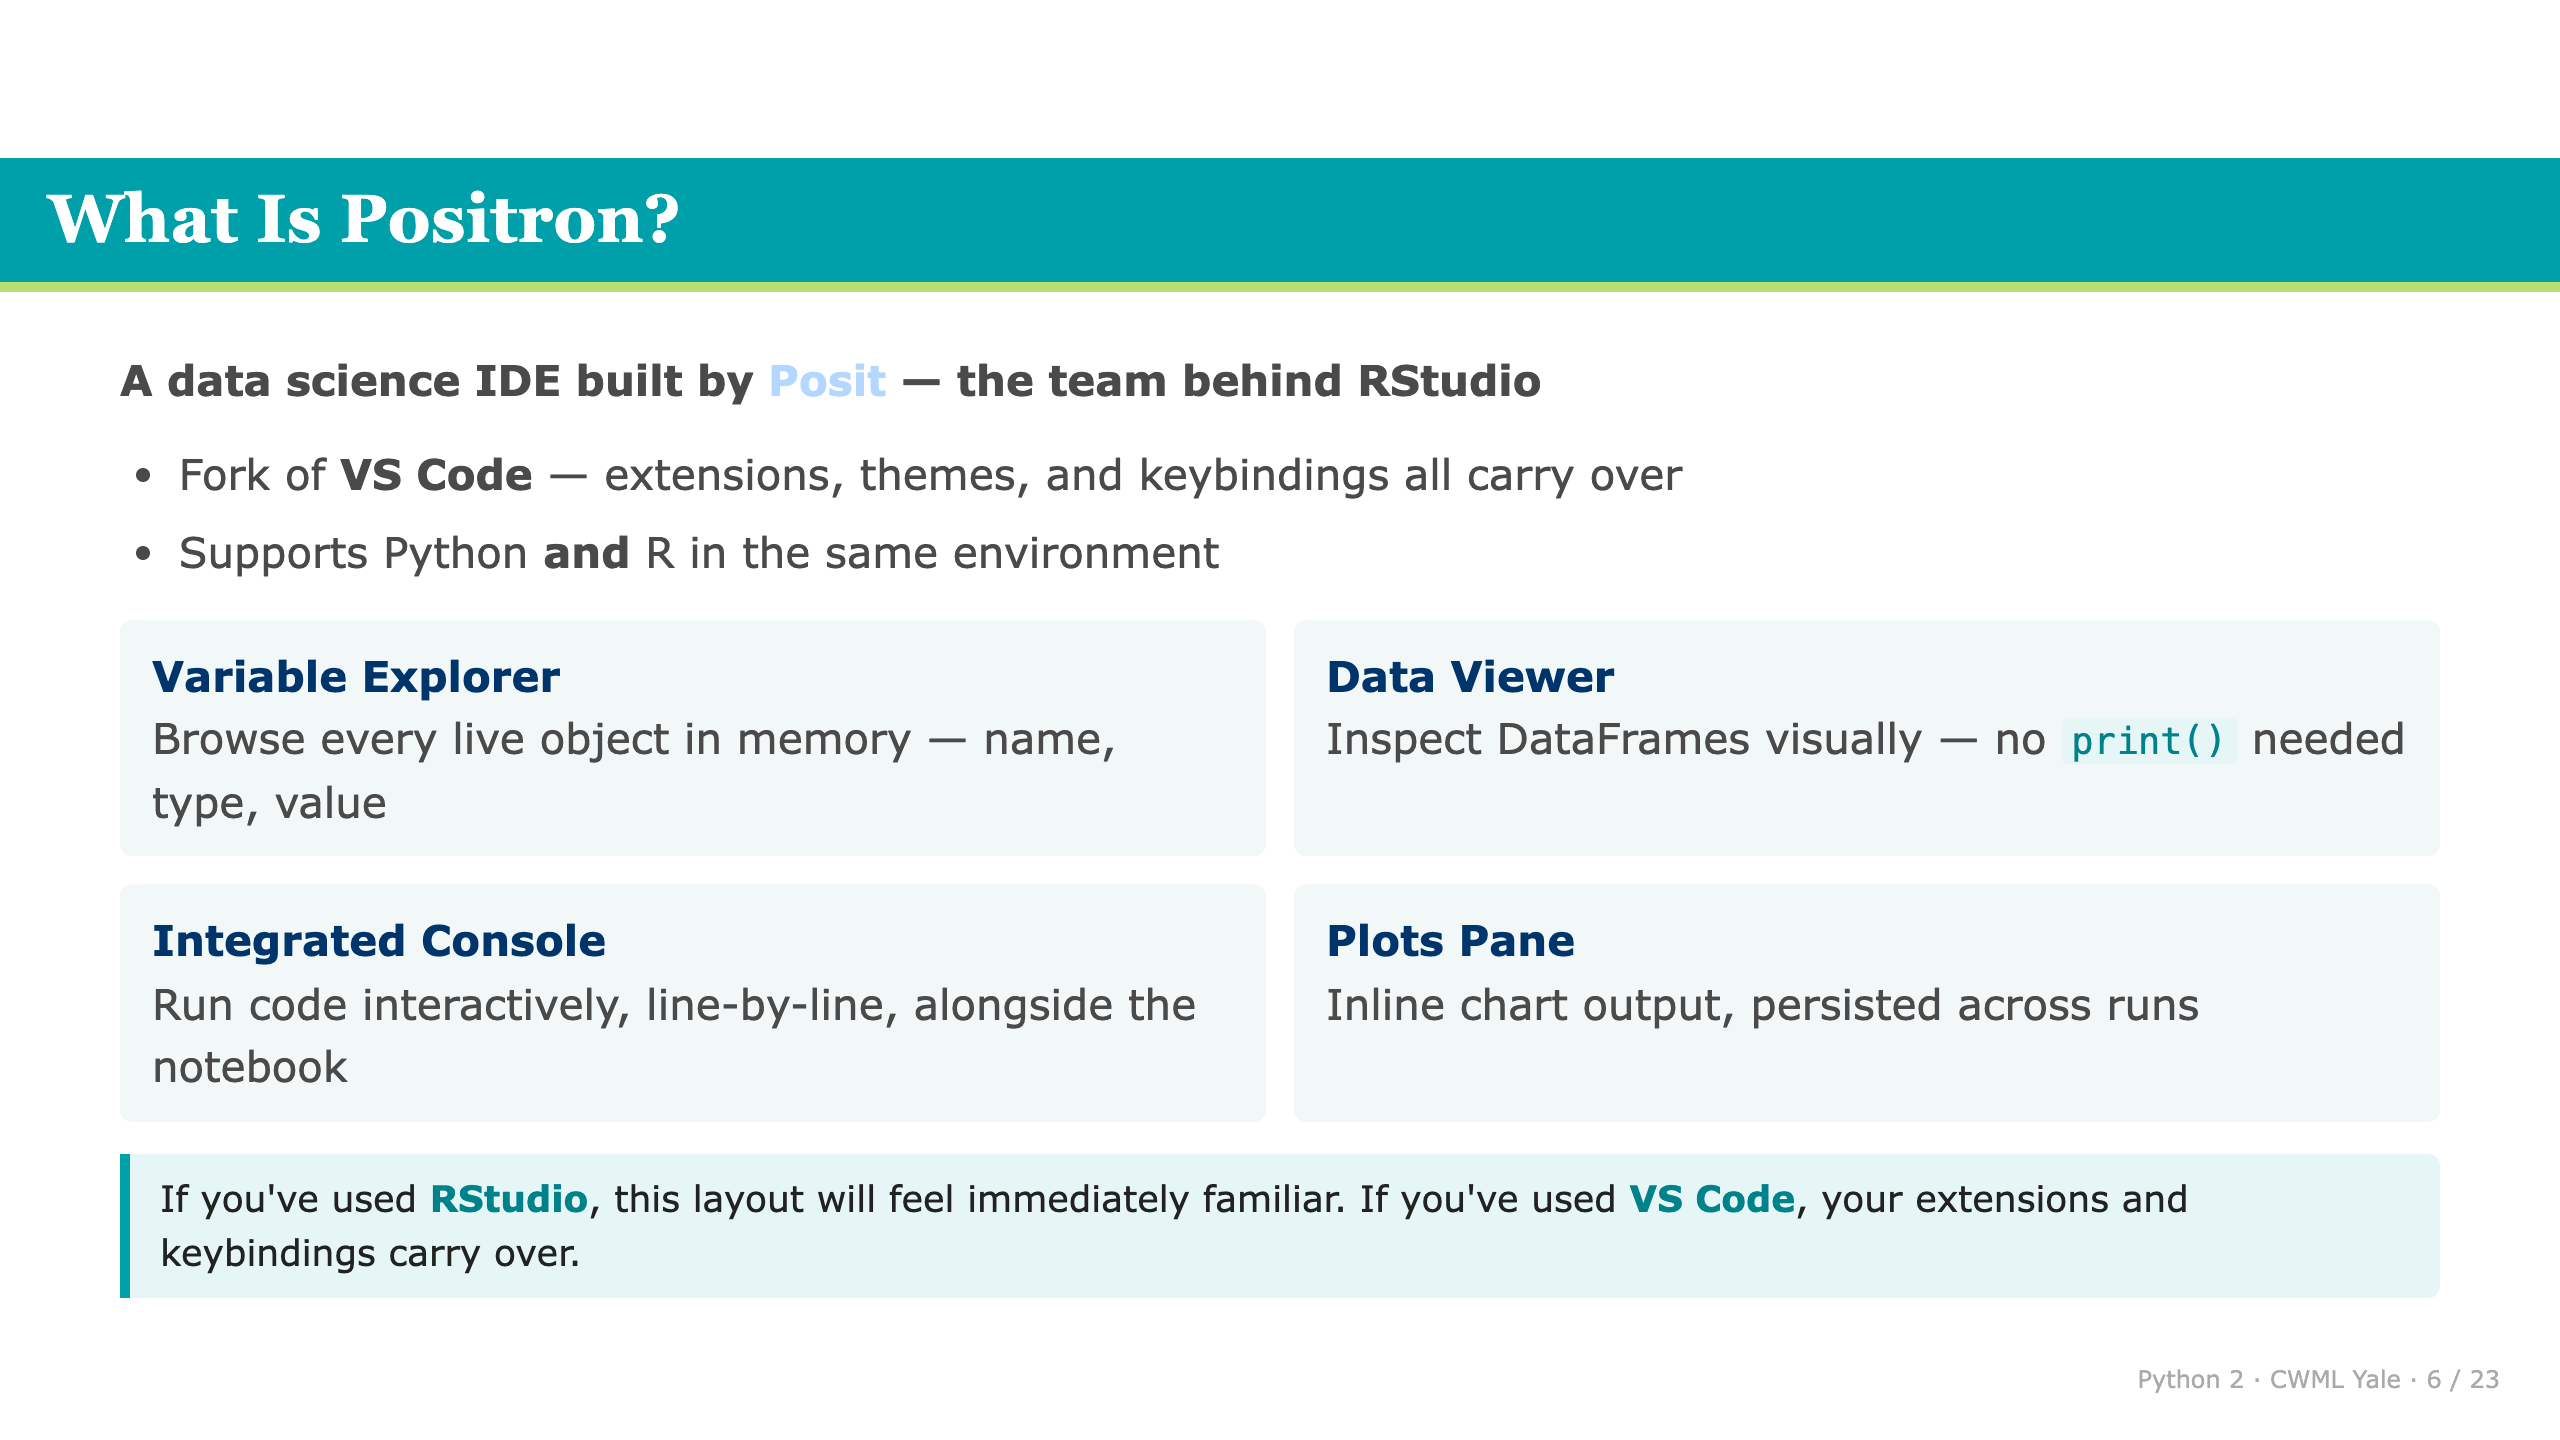 What Is Positron?
A data science IDE built by Posit — the team behind RStudio
• Fork of VS Code — extensions, themes, and keybindings all carry over
• Supports Python and R in the same environment
Variable Explorer
Browse every live object in memory — name,
type, value
Data Viewer
Inspect DataFrames visually — no print() needed
Integrated Console
Run code interactively, line-by-line, alongside the
notebook
Plots Pane
Inline chart output, persisted across runs
If you've used RStudio, this layout will feel immediately familiar. If you've used VS Code, your extensions and
keybindings carry over.
Python 2 · CWML Yale · 6 / 23